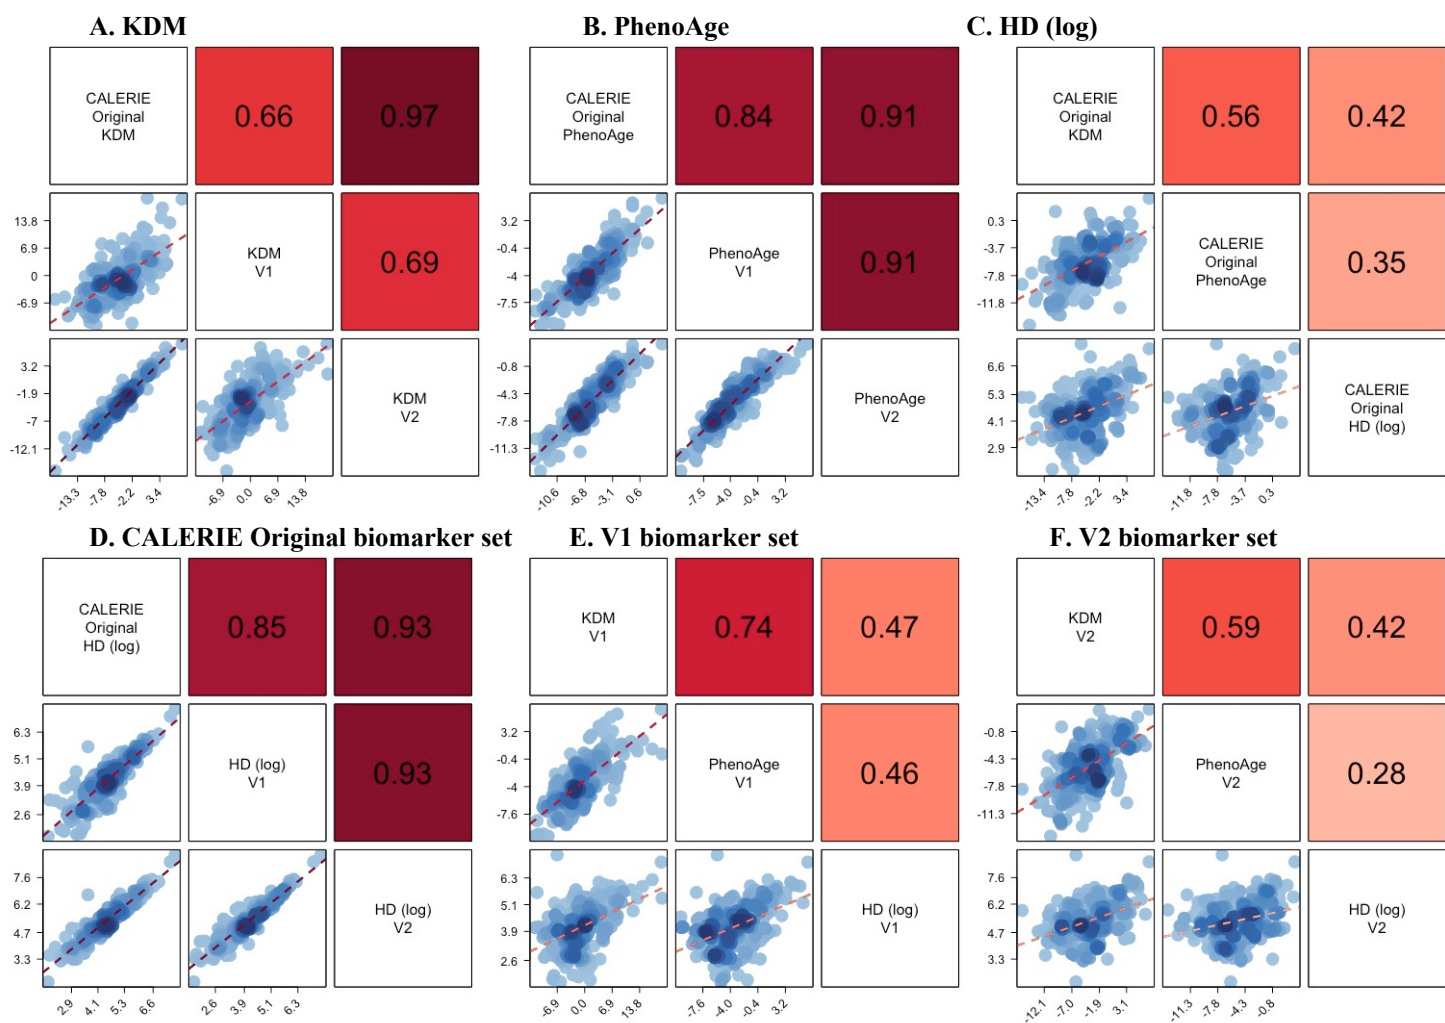 A. KDM
B. PhenoAge
C. HD (log)
CALERIE
Original
KDM
0.66
0.97
CALERIE
Original
PhenoAge
0.84
0.91
CALERIE
Original
KDM
0.56
0.42
13.8
6.9
0
-6.9
KDM
V1
0.69
3.2
-0.4
-4
-7.5
PhenoAge
V1
0.91
0.3
-3.7
-7.8
-11.8
CALERIE
Original
PhenoAge
0.35
3.2
-1.9
-7
-12.1
KDM
V2
-0.8
-4.3
-7.8
-11.3
PhenoAge
V2
6.6
5.3
4.1
2.9
CALERIE
Original
HD (log)
-13.3 -7.8 -2.2 3.4
-6.9 0.0 6.9 13.8
-10.6 -6.8 -3.1 0.6
-7.5 -4.0 -0.4 3.2
-13.4 -7.8 -2.2 3.4
-11.8 -7.8 -3.7 0.3
D. CALERIE Original biomarker set
E. V1 biomarker set
F. V2 biomarker set
CALERIE
Original
HD (log)
0.85
0.93
KDM
V1
0.74
0.47
KDM
V2
0.59
0.42
6.3
5.1
3.9
2.6
HD (log)
V1
0.93
3.2
-0.4
-4
-7.6
PhenoAge
V1
0.46
-0.8
-4.3
-7.8
-11.3
PhenoAge
V2
0.28
7.6
6.2
4.7
3.3
HD (log)
V2
6.3
5.1
3.9
2.6
HD (log)
V1
7.6
6.2
4.7
3.3
HD (log)
V2
2.9 4.1 5.3 6.6
2.6 3.9 5.1 6.3
-6.9 0.0 6.9 13.8
-7.6 -4.0 -0.4 3.2
-12.1 -7.0 -1.9 3.1
-11.3 -7.8 -4.3 -0.8